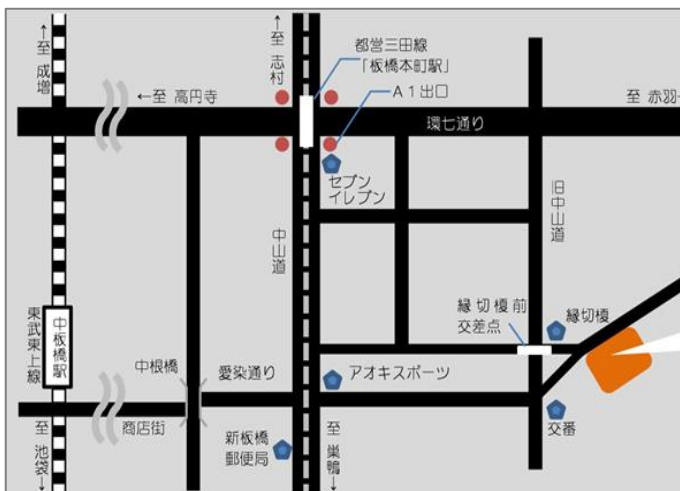 ←至 成増
←至 志村
都営三田線
「板橋本町駅」
A1出口
←至 高円寺
至 赤羽
環七通り
セブン
イレブン
旧中山道
中山道
縁切榎前
交差点
縁切榎
東武東上線
中板橋駅
中根橋
愛染通り
アオキスポーツ
商店街
新板橋
郵便局
交番
至 池袋→
至 巣鴨→